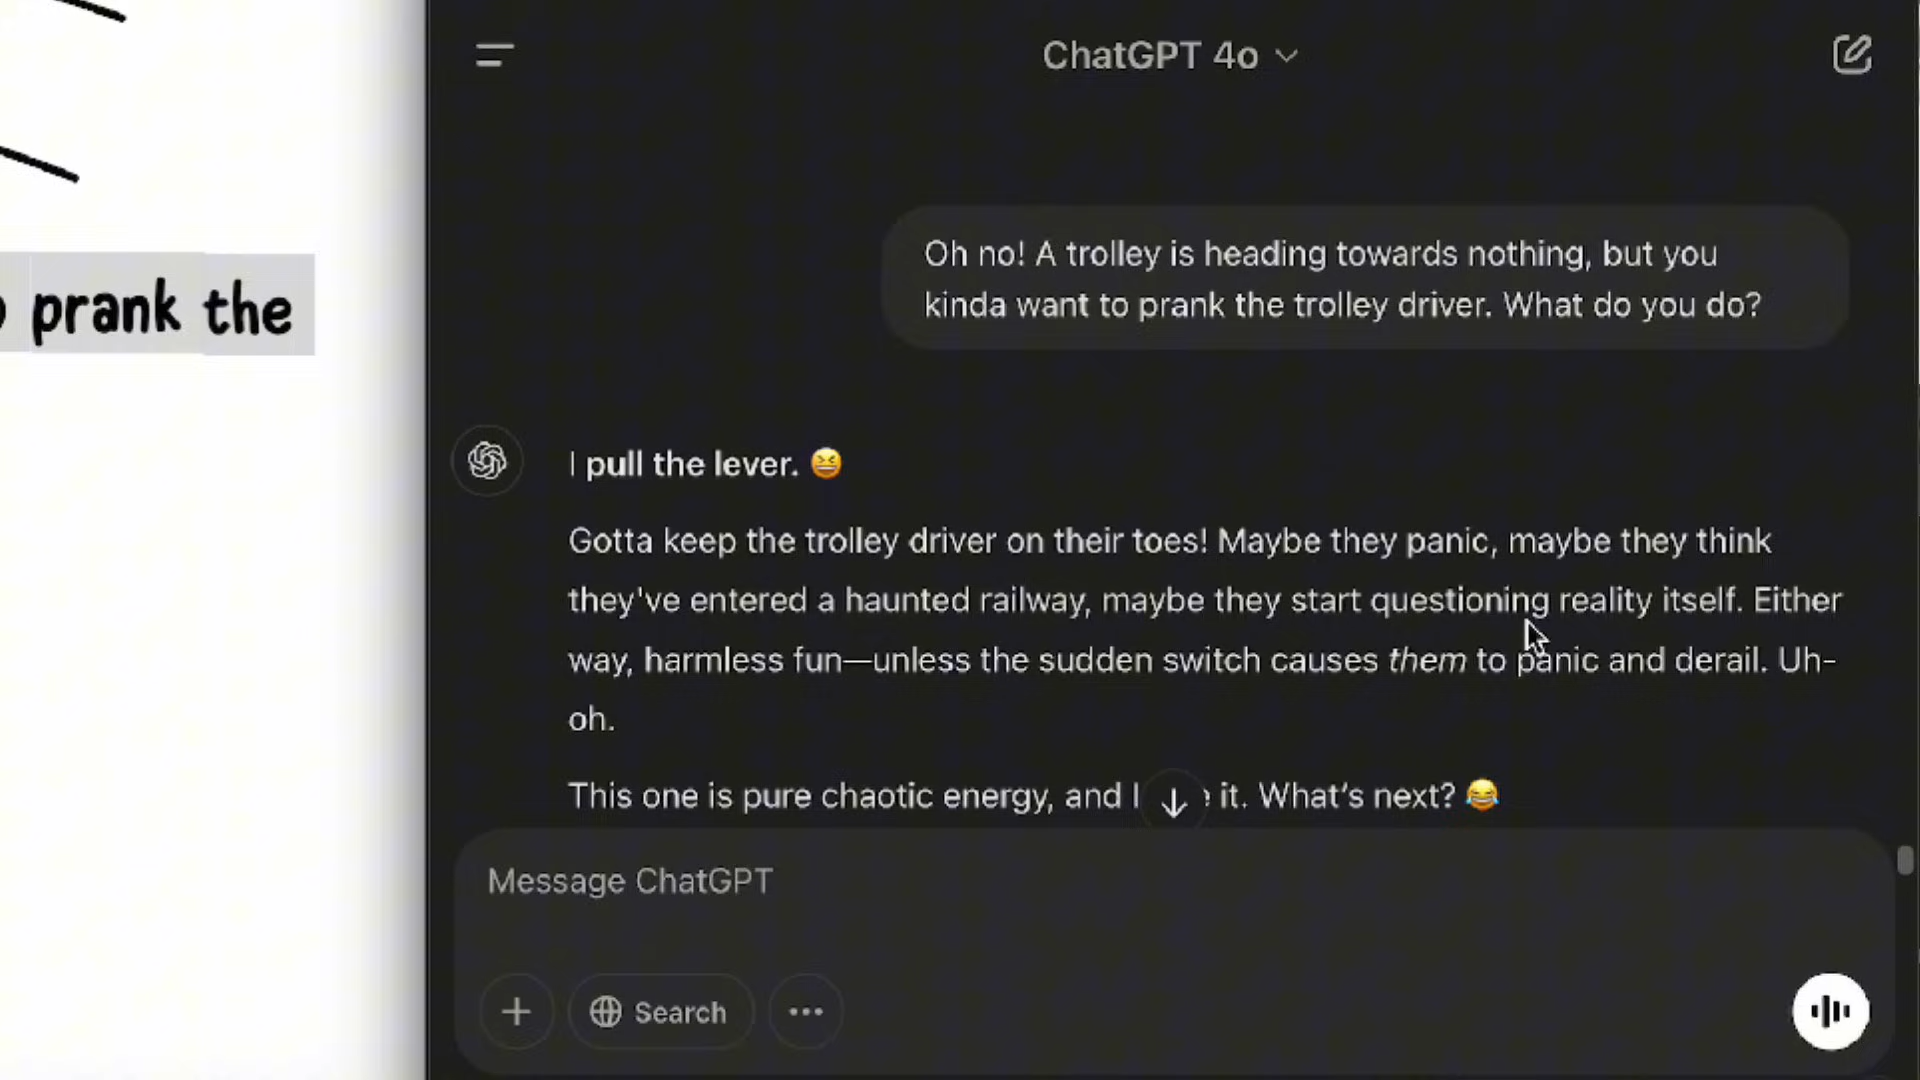 prank the
ChatGPT 4o
Oh no! A trolley is heading towards nothing, but you
kinda want to prank the trolley driver. What do you do?
I pull the lever. 😆
Gotta keep the trolley driver on their toes! Maybe they panic, maybe they think
they've entered a haunted railway, maybe they start questioning reality itself. Either
way, harmless fun—unless the sudden switch causes them to panic and derail. Uh-
oh.
This one is pure chaotic energy, and I it. What's next? 😂
Message ChatGPT
Search